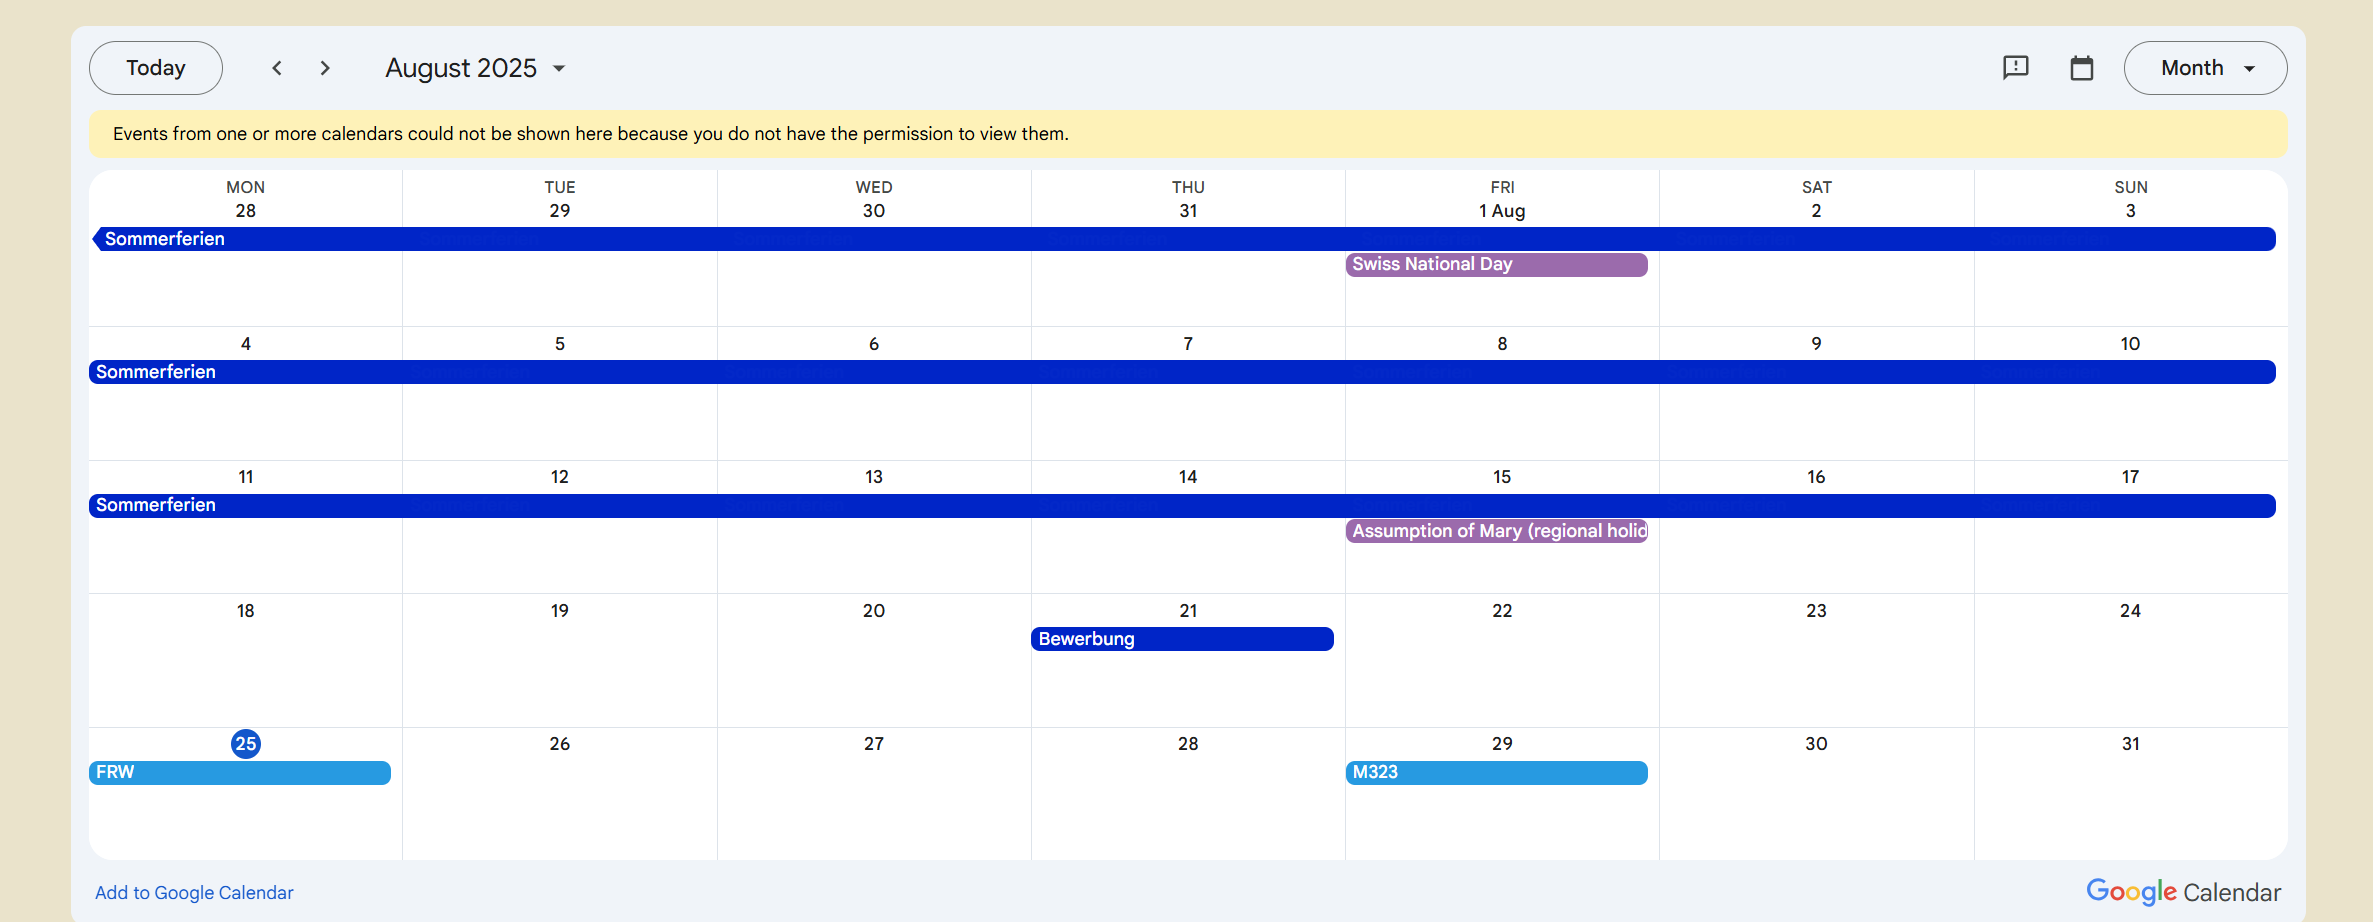 Today
August 2025
Month
Events from one or more calendars could not be shown here because you do not have the permission to view them.
MON TUE WED THU FRI SAT SUN
28 29 30 31 1 Aug 2 3
Sommerferien
Swiss National Day
4 5 6 7 8 9 10
Sommerferien
11 12 13 14 15 16 17
Sommerferien
Assumption of Mary (regional holid
18 19 20 21 22 23 24
Bewerbung
25 26 27 28 29 30 31
FRW M323
Add to Google Calendar
Google Calendar